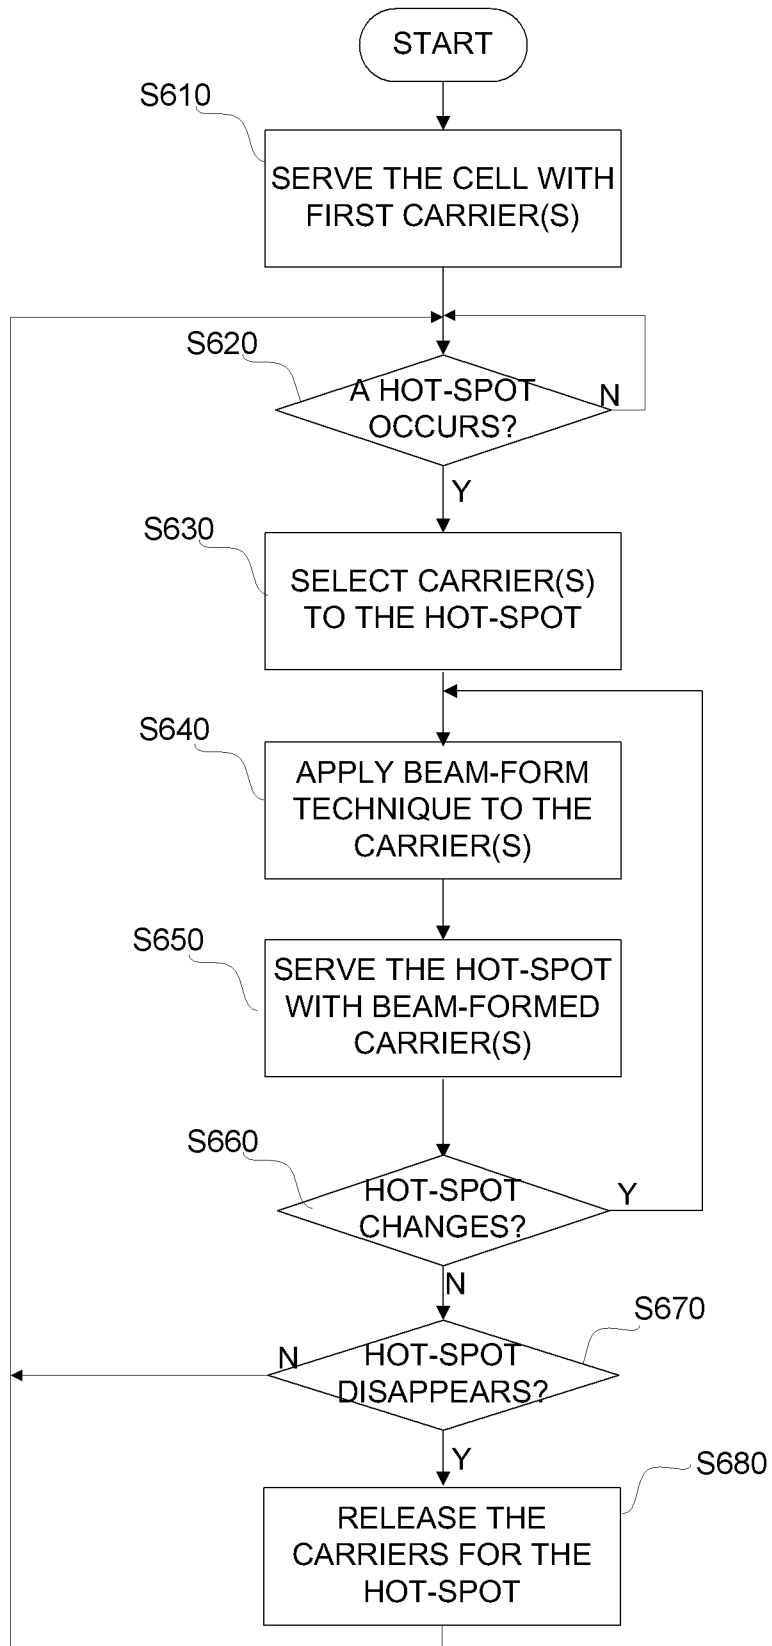 START
S610
SERVE THE CELL WITH
FIRST CARRIER(S)
S620
A HOT-SPOT
OCCURS?
N
Y
S630
SELECT CARRIER(S)
TO THE HOT-SPOT
S640
APPLY BEAM-FORM
TECHNIQUE TO THE
CARRIER(S)
S650
SERVE THE HOT-SPOT
WITH BEAM-FORMED
CARRIER(S)
S660
HOT-SPOT
CHANGES?
Y
N
S670
HOT-SPOT
DISAPPEARS?
N
Y
S680
RELEASE THE
CARRIERS FOR THE
HOT-SPOT